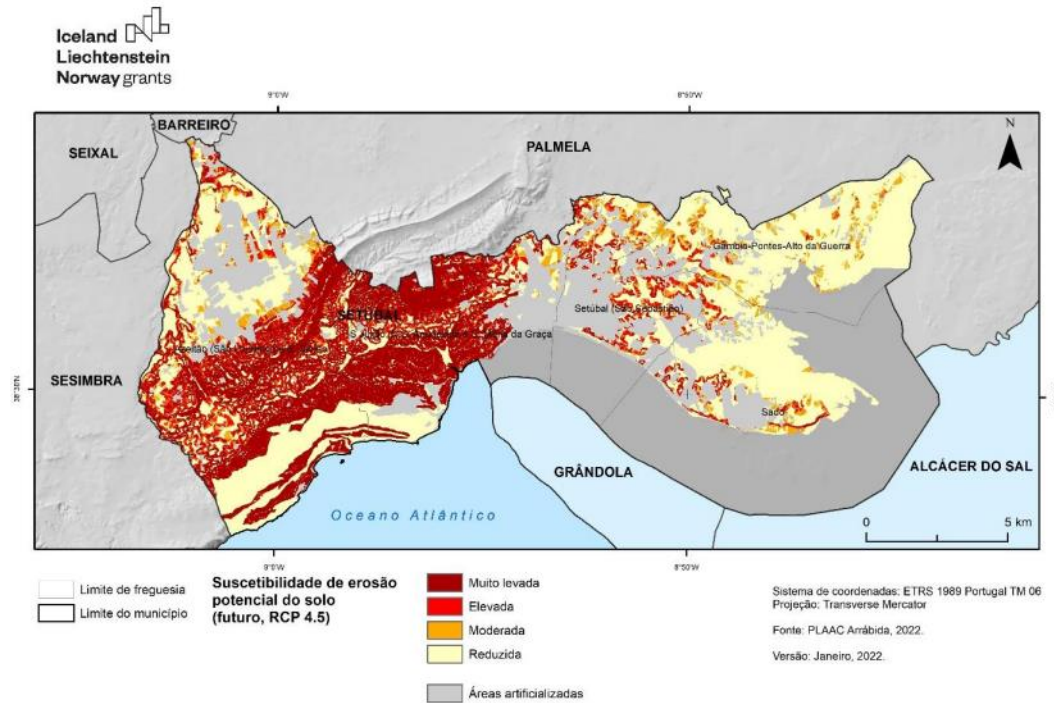 Iceland
Liechtenstein
Norway grants
9°0'W
8°50'W
BARREIRO
SEIXAL
PALMELA
N
Gâmbia-Pontes-Alto da Guerra
Setúbal (São Sebastião)
SETÚBAL
da Graça
SESIMBRA
38°30'N
Sado
GRÂNDOLA
ALCÁCER DO SAL
Oceano Atlântico
0 5 km
9°0'W
8°50'W
Limite de freguesia
Limite do município
Suscetibilidade de erosão
potencial do solo
(futuro, RCP 4.5)
Muito levada
Elevada
Moderada
Reduzida
Áreas artificializadas
Sistema de coordenadas: ETRS 1989 Portugal TM 06
Projeção: Transverse Mercator
Fonte: PLAAC Arrábida, 2022.
Versão: Janeiro, 2022.